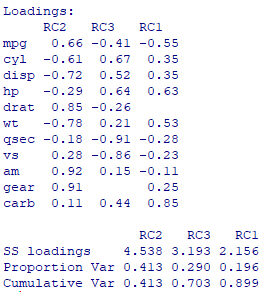 Loadings:
     RC2   RC3   RC1
mpg   0.66 -0.41 -0.55
cyl  -0.61  0.67  0.35
disp -0.72  0.52  0.35
hp   -0.29  0.64  0.63
drat  0.85 -0.26
wt   -0.78  0.21  0.53
qsec -0.18 -0.91 -0.28
vs    0.28 -0.86 -0.23
am    0.92  0.15 -0.11
gear  0.91        0.25
carb  0.11  0.44  0.85
                 RC2   RC3   RC1
SS loadings    4.538 3.193 2.156
Proportion Var 0.413 0.290 0.196
Cumulative Var 0.413 0.703 0.899